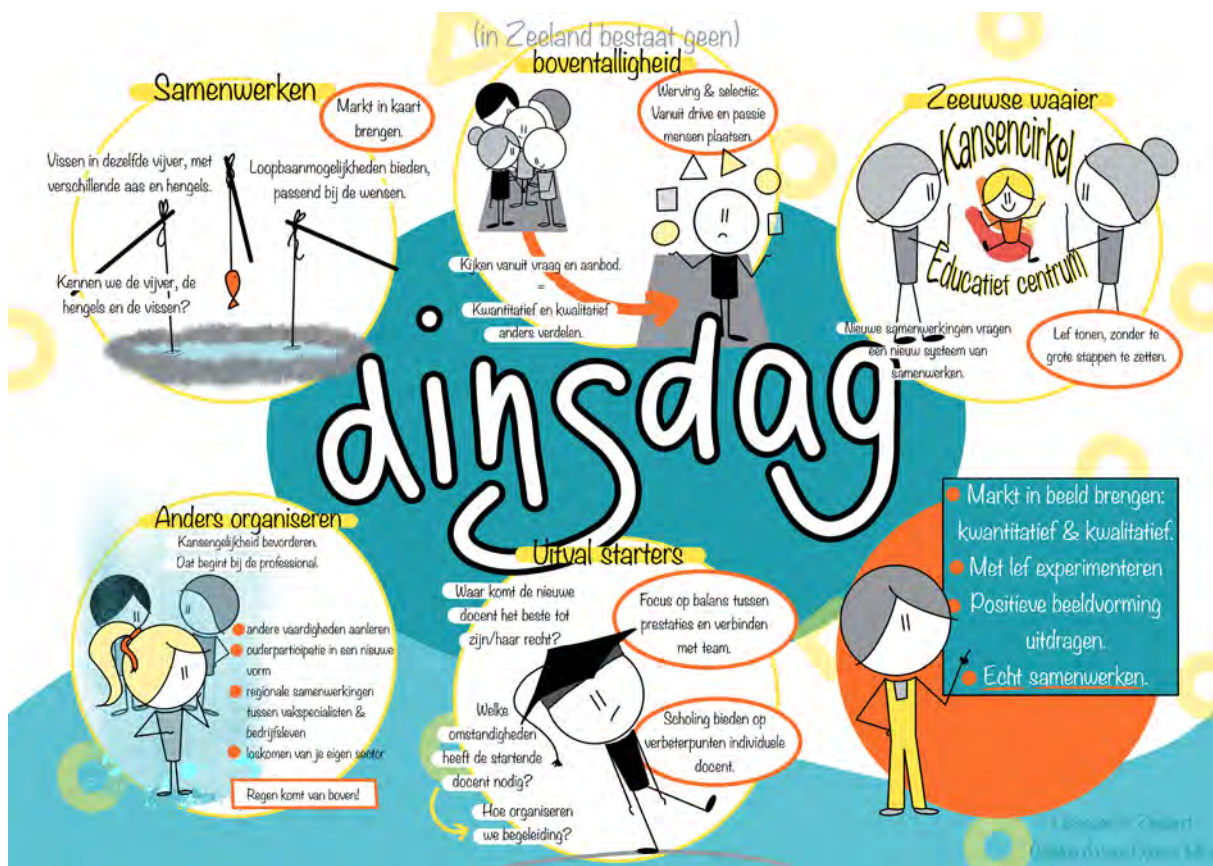 Samenwerken
Markt in kaart
brengen.
Vissen in dezelfde vijver, met
verschillende aas en hengels.
Loopbaanmogelijkheden bieden,
passend bij de wensen.
Kennen we de vijver, de
hengels en de vissen?
(in Zeeland bestaat geen)
boventalligheid
Werving & selectie:
Vanuit drive en passie
mensen plaatsen.
Kijken vanuit vraag en aanbod.
=
Kwantitatief en kwalitatief
anders verdelen.
Zeeuwse waaier
Kansencirkel
Educatief centrum
Nieuwe samenwerkingen vragen
een nieuw systeem van
samenwerken.
Lef tonen, zonder te
grote stappen te zetten.
dinsdag
Anders organiseren
Kansengelijkheid bevorderen.
Dat begint bij de professional.
andere vaardigheden aanleren
ouderparticipatie in een nieuwe
vorm
regionale samenwerkingen
tussen vakspecialisten &
bedrijfsleven
loskomen van je eigen sector
Regen komt van boven!
Uitval starters
Waar komt de nieuwe
docent het beste tot
zijn/haar recht?
Focus op balans tussen
prestaties en verbinden
met team.
Welke
omstandigheden
heeft de startende
docent nodig?
Scholing bieden op
verbeterpunten individuele
docent.
Hoe organiseren
we begeleiding?
Markt in beeld brengen:
kwantitatief & kwalitatief.
Met lef experimenteren
Positieve beeldvorming
uitdragen.
Echt samenwerken.